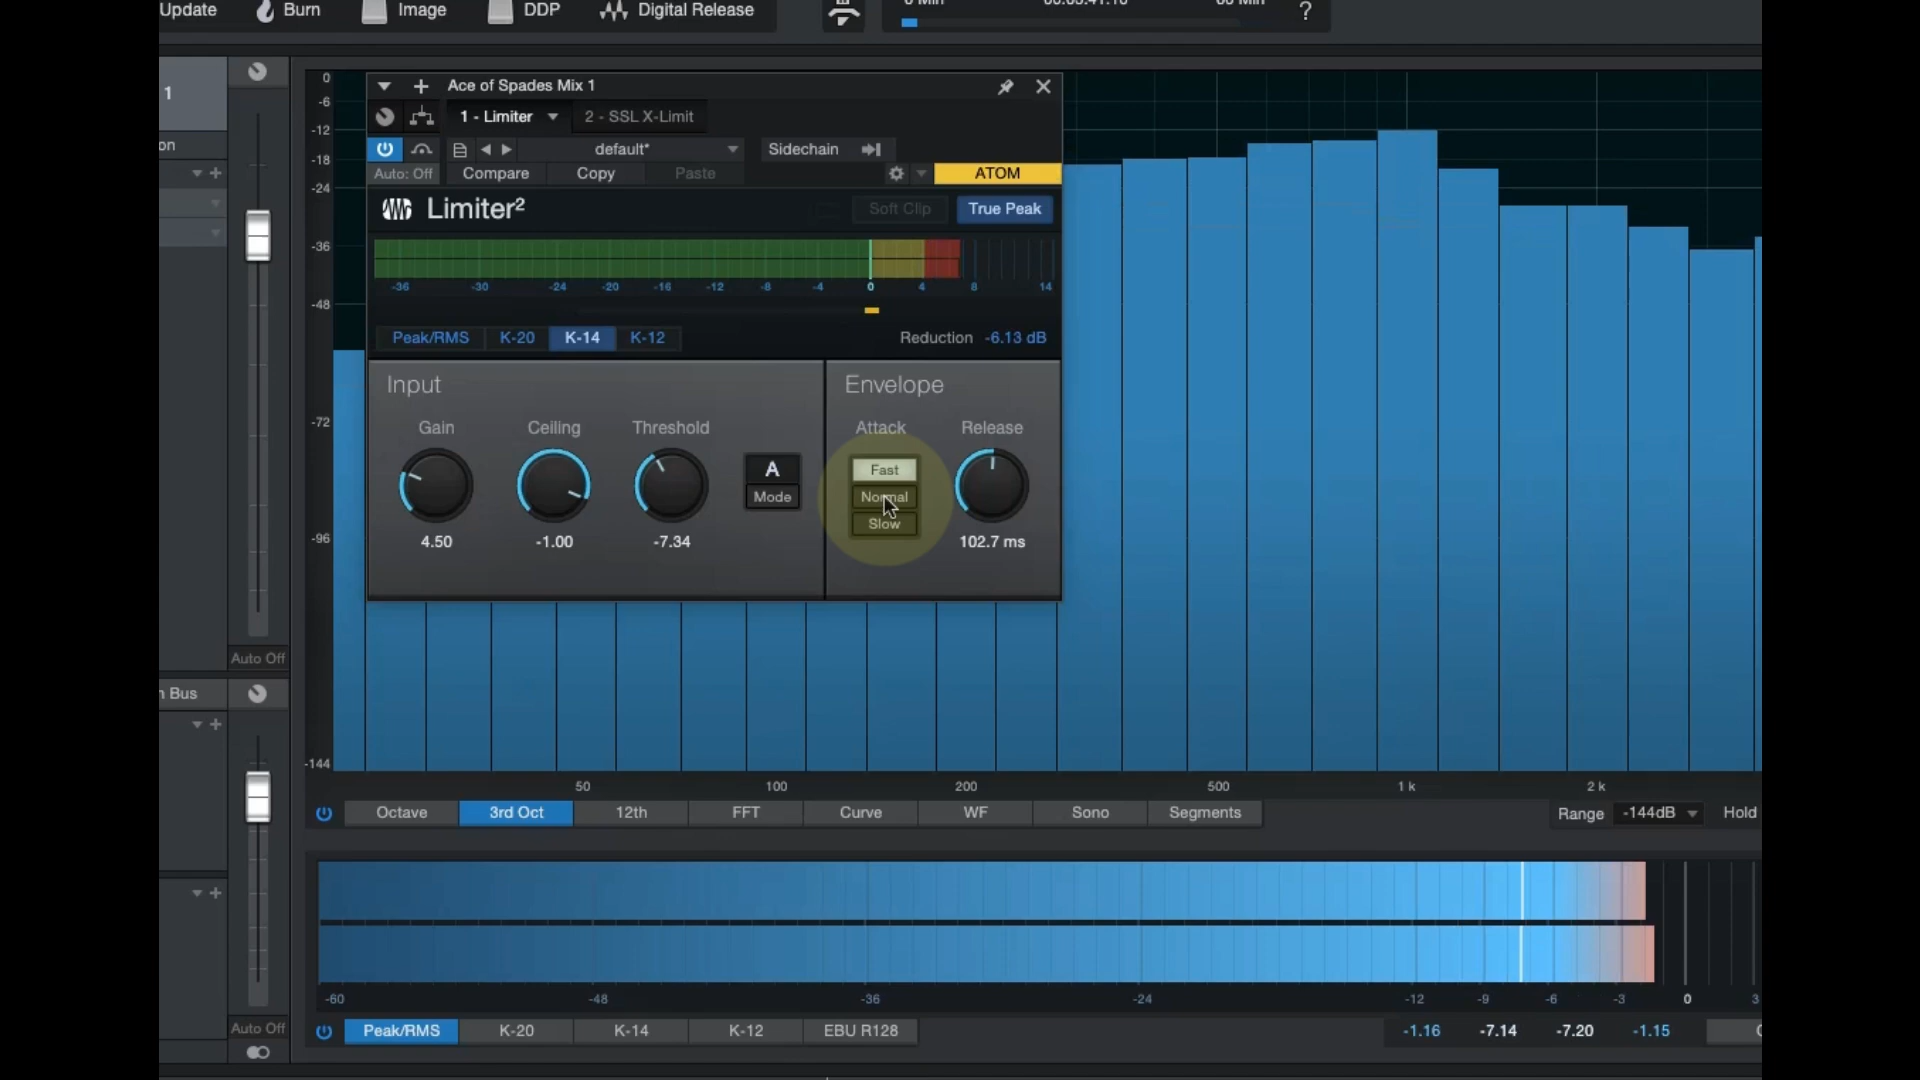 Update Burn Image DDP Digital Release ?
1
on
0
-6
-12
-18
-24
-36
-48
-72
-96
-144
Ace of Spades Mix 1
1 - Limiter 2 - SSL X-Limit
default* Sidechain
Auto: Off Compare Copy Paste ATOM
Limiter² Soft Clip True Peak
-36 -30 -24 -20 -16 -12 -8 -4 0 4 8 14
Peak/RMS K-20 K-14 K-12 Reduction -6.13 dB
Input Envelope
Gain Ceiling Threshold Attack Release
A
Mode
Fast
Normal
Slow
4.50 -1.00 -7.34 102.7 ms
Auto Off
n Bus
50 100 200 500 1 k 2 k
Octave 3rd Oct 12th FFT Curve WF Sono Segments Range -144dB Hold
-60 -48 -36 -24 -12 -9 -6 -3 0 3
Auto Off
Peak/RMS K-20 K-14 K-12 EBU R128 -1.16 -7.14 -7.20 -1.15